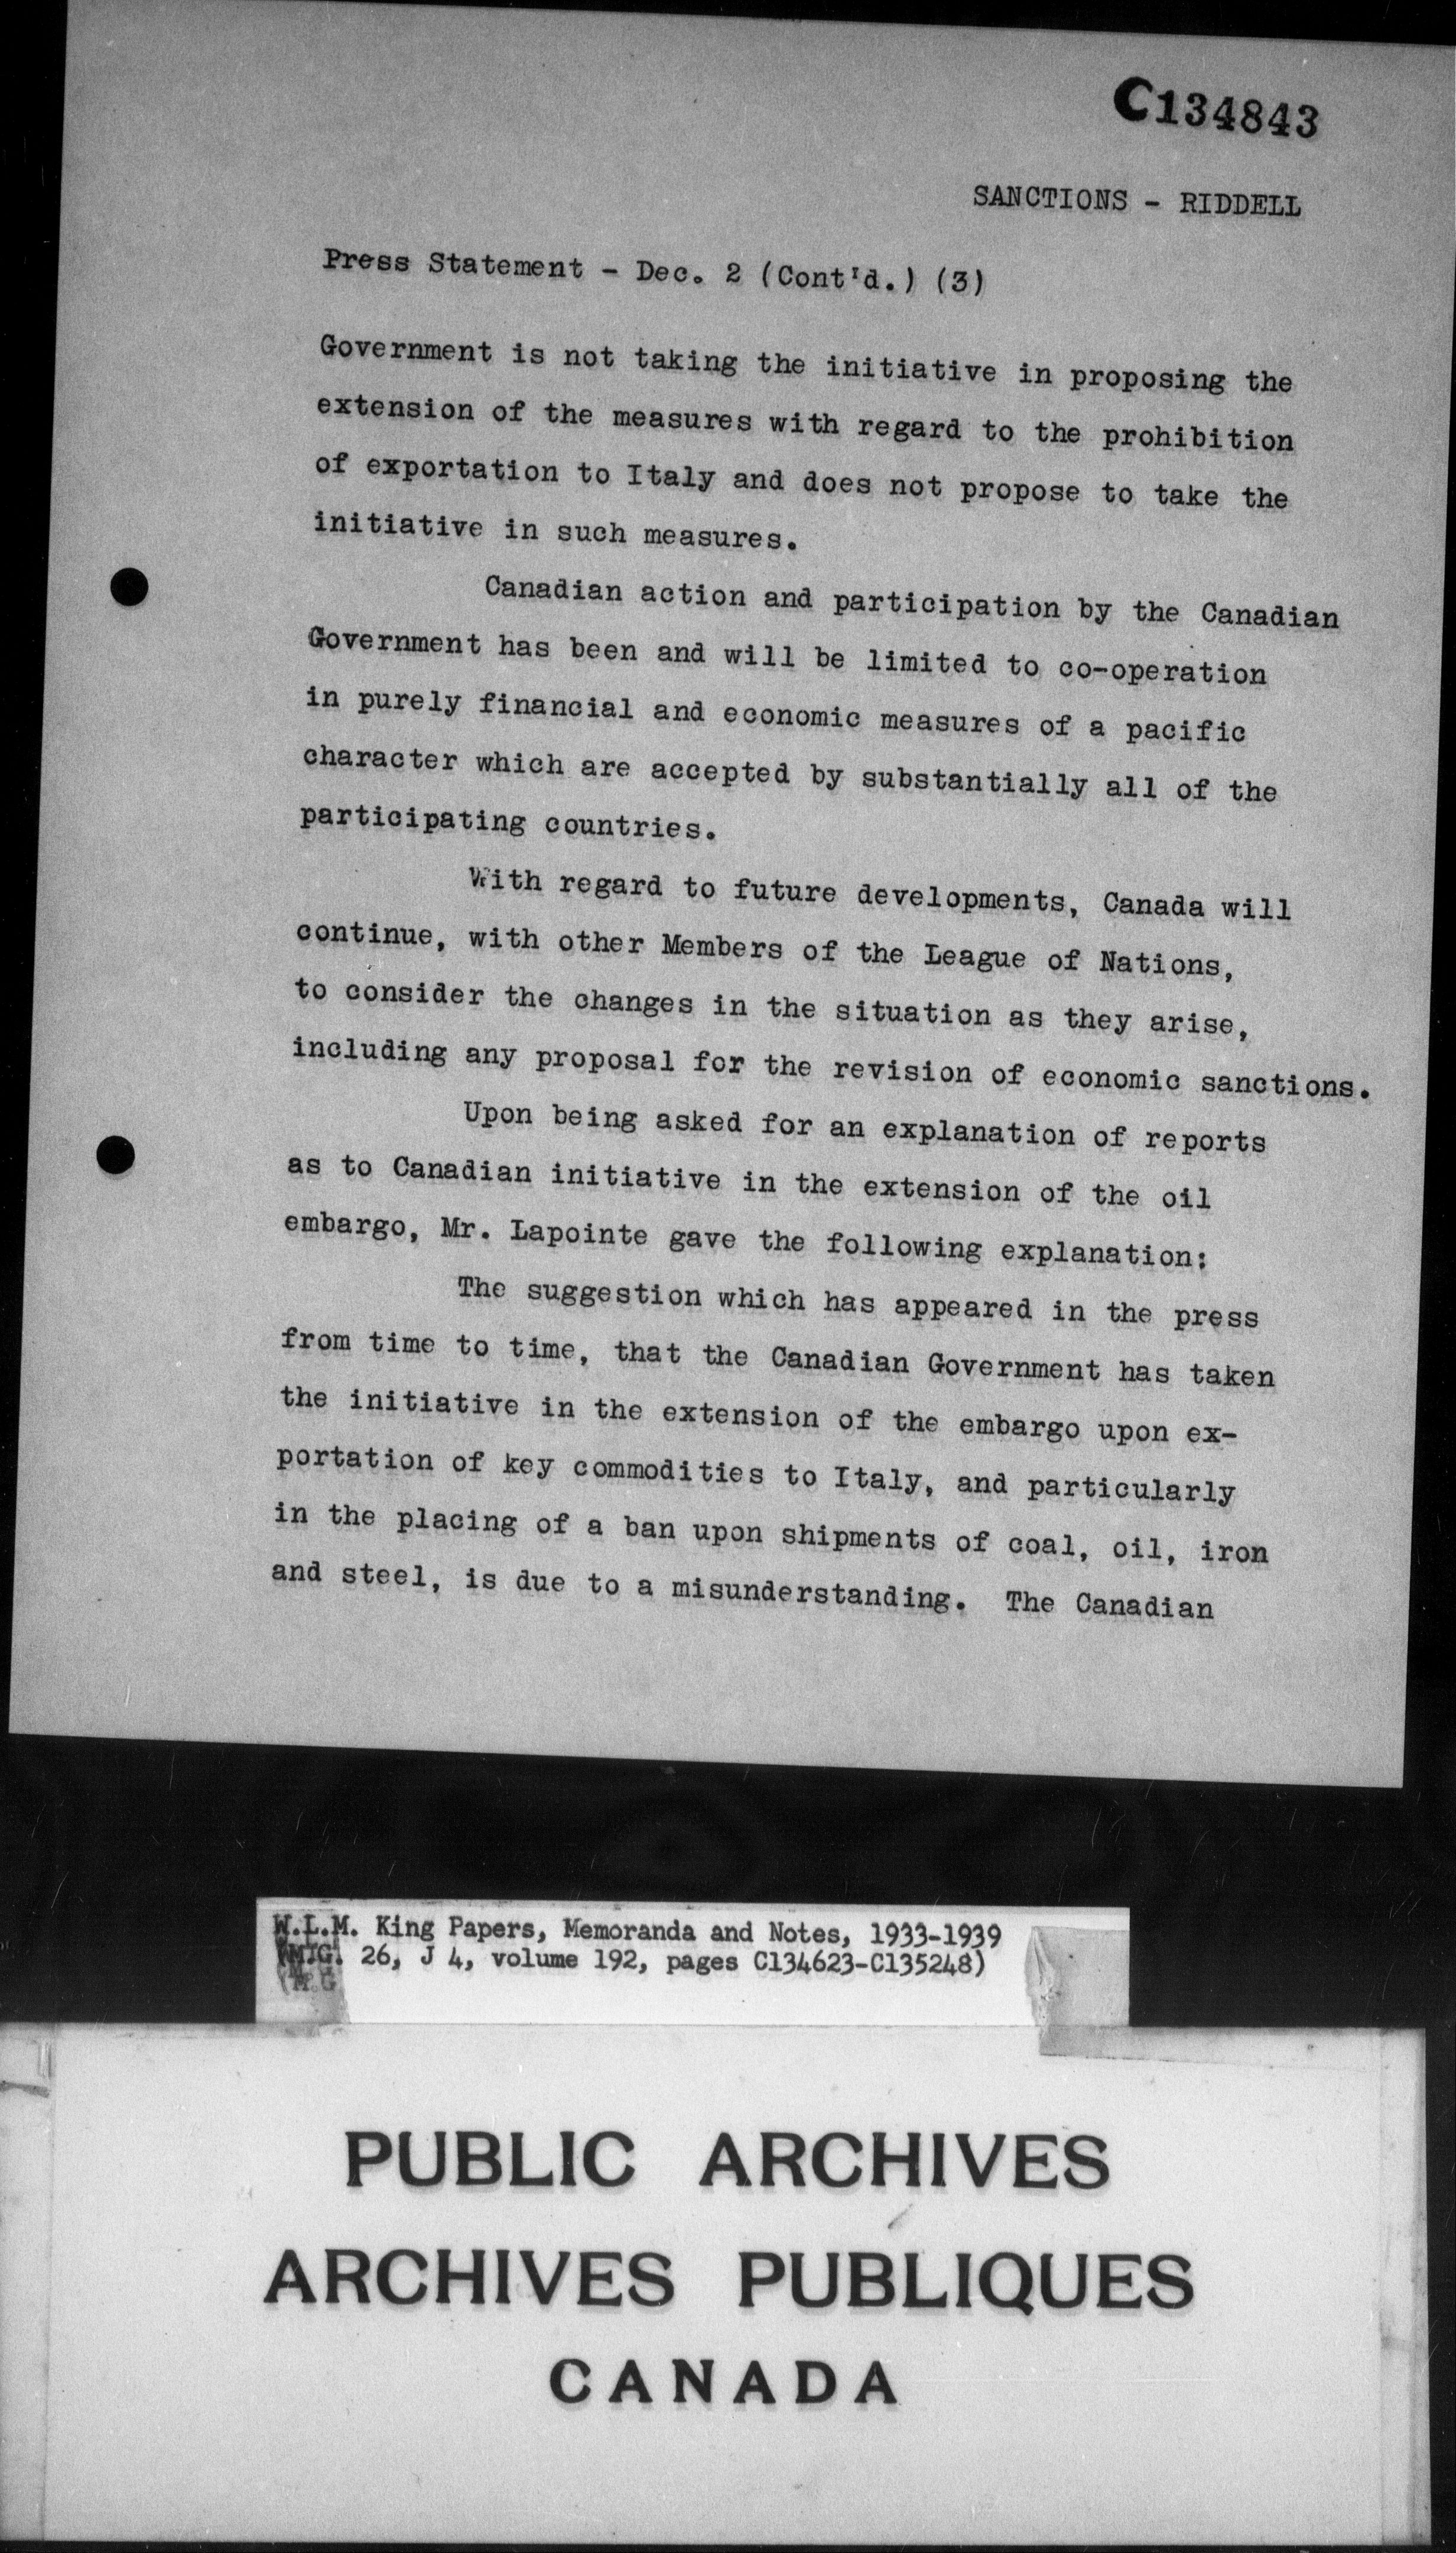 C134843
SANCTIONS - RIDDELL
Press Statement - Dec. 2 (Cont'd.) (3)
Government is not taking the initiative in proposing the
extension of the measures with regard to the prohibition
of exportation to Italy and does not propose to take the
initiative in such measures.
Canadian action and participation by the Canadian
Government has been and will be limited to co-operation
in purely financial and economic measures of a pacific
character which are accepted by substantially all of the
participating countries.
With regard to future developments, Canada will
continue, with other Members of the League of Nations,
to consider the changes in the situation as they arise,
including any proposal for the revision of economic sanctions.
Upon being asked for an explanation of reports
as to Canadian initiative in the extension of the oil
embargo, Mr. Lapointe gave the following explanation:
The suggestion which has appeared in the press
from time to time, that the Canadian Government has taken
the initiative in the extension of the embargo upon ex-
portation of key commodities to Italy, and particularly
in the placing of a ban upon shipments of coal, oil, iron
and steel, is due to a misunderstanding. The Canadian
W.L.M. King Papers, Memoranda and Notes, 1933-1939
(M.G. 26, J 4, volume 192, pages C134623-C135248)
PUBLIC ARCHIVES
ARCHIVES PUBLIQUES
CANADA